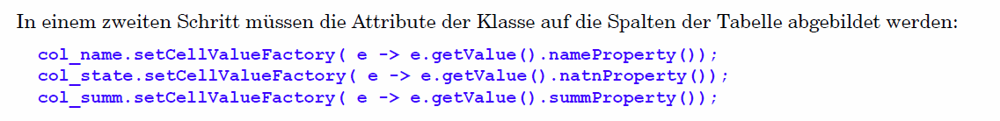 In einem zweiten Schritt müssen die Attribute der Klasse auf die Spalten der Tabelle abgebildet werden:
col_name.setCellValueFactory( e -> e.getValue().nameProperty());
col_state.setCellValueFactory( e -> e.getValue().natnProperty());
col_summ.setCellValueFactory( e -> e.getValue().summProperty());